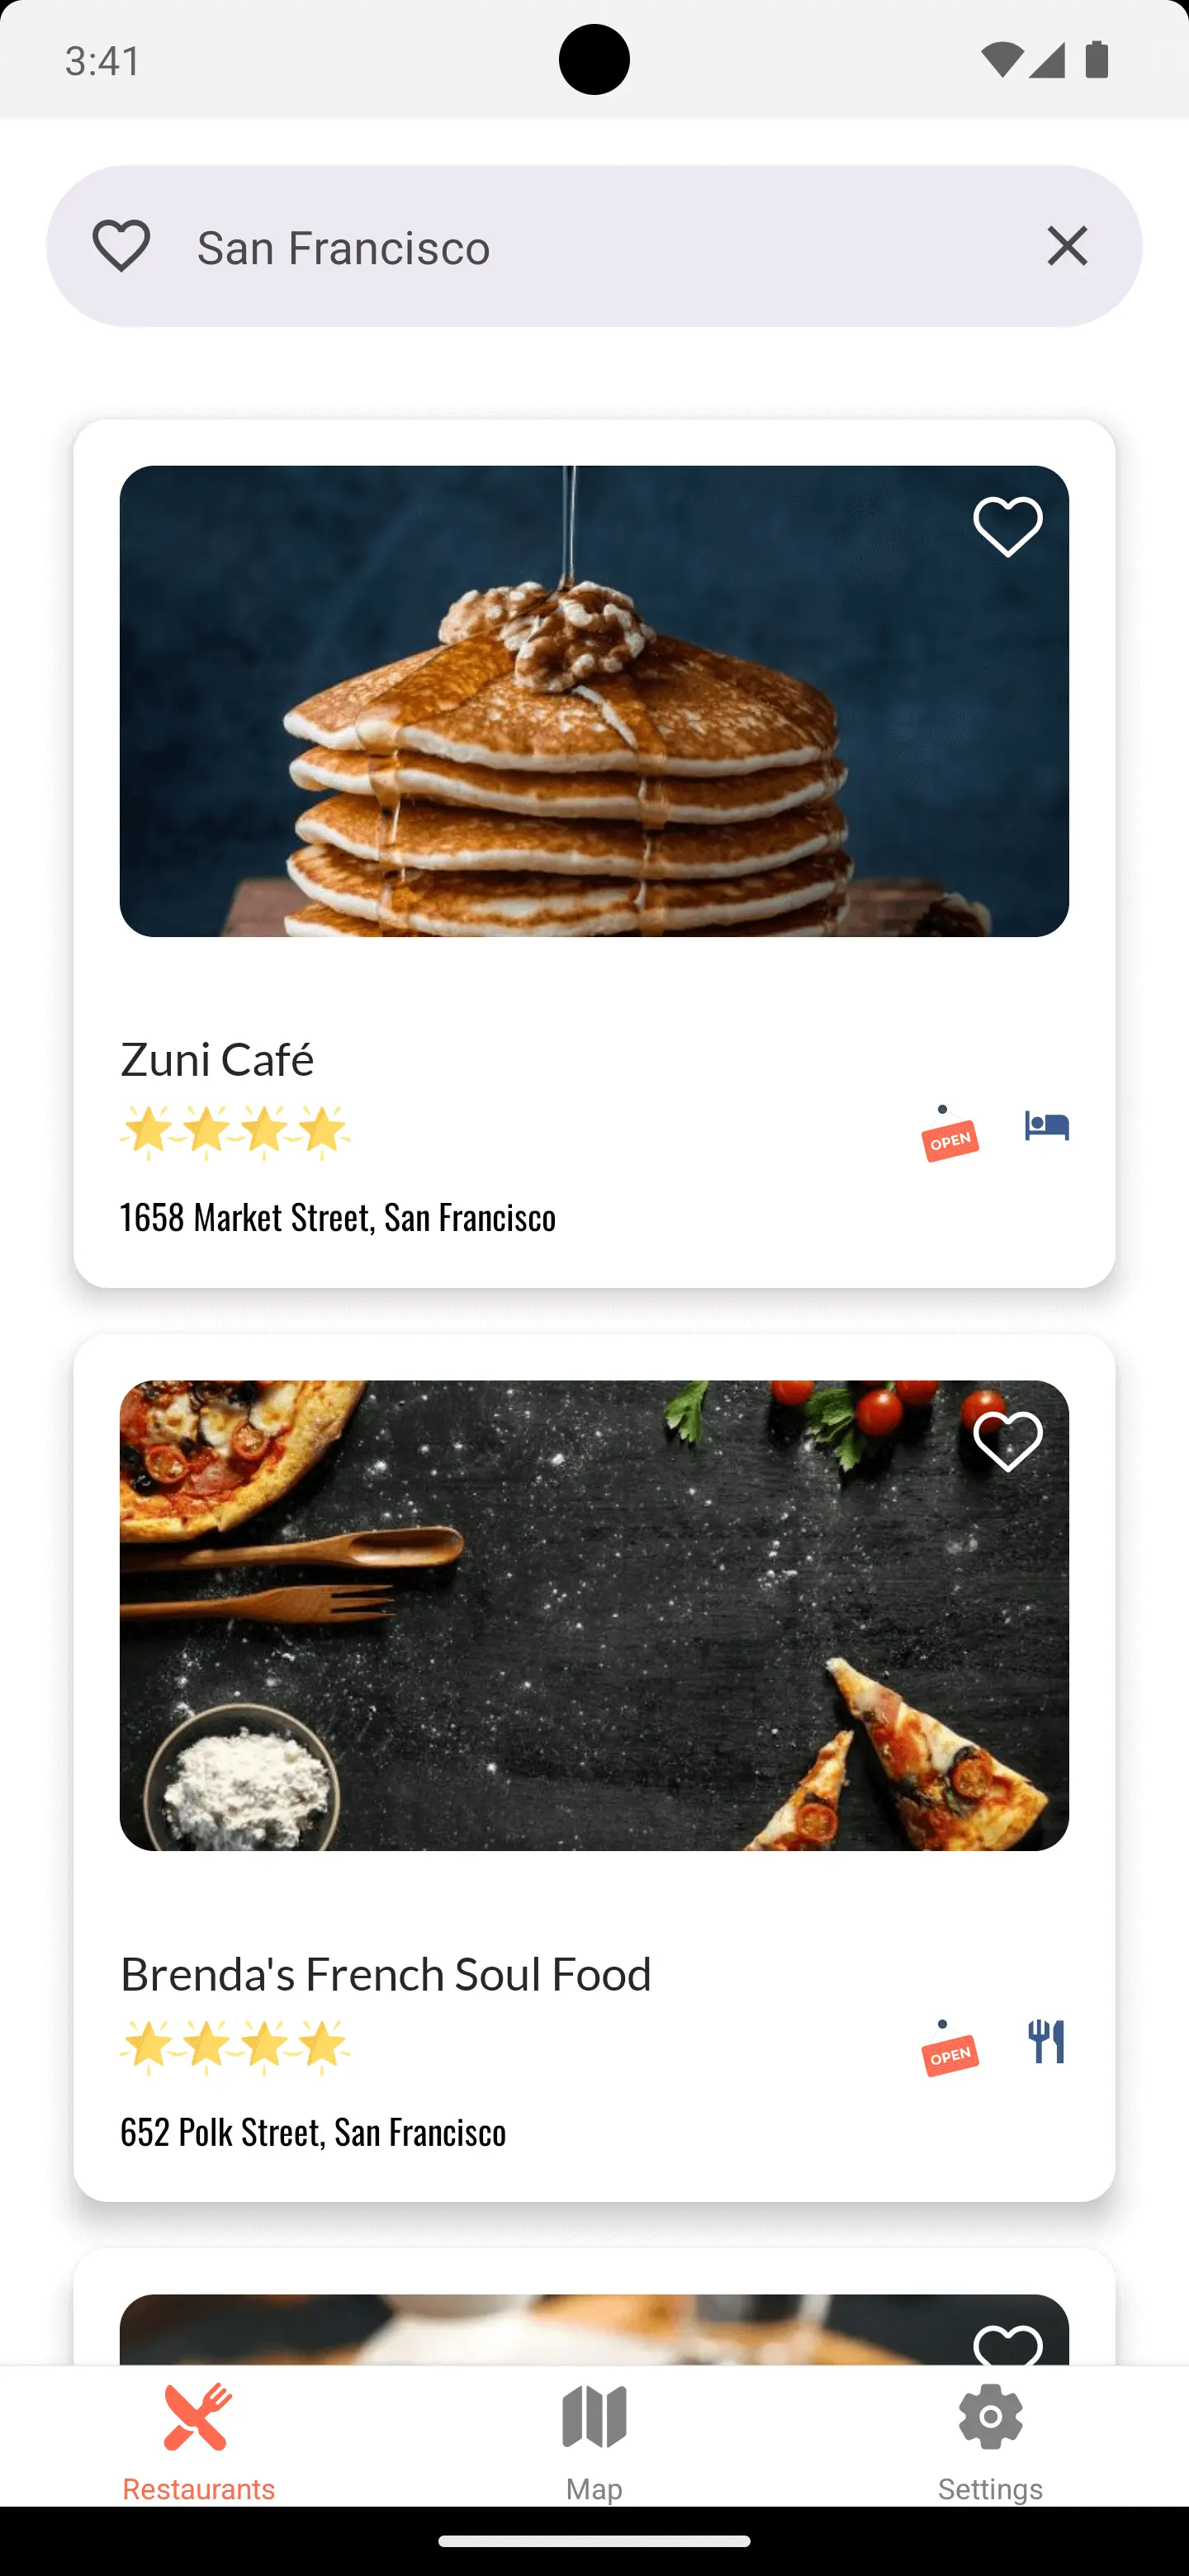 3:41
San Francisco
Zuni Café
OPEN
1658 Market Street, San Francisco
Brenda's French Soul Food
OPEN
652 Polk Street, San Francisco
Restaurants
Map
Settings